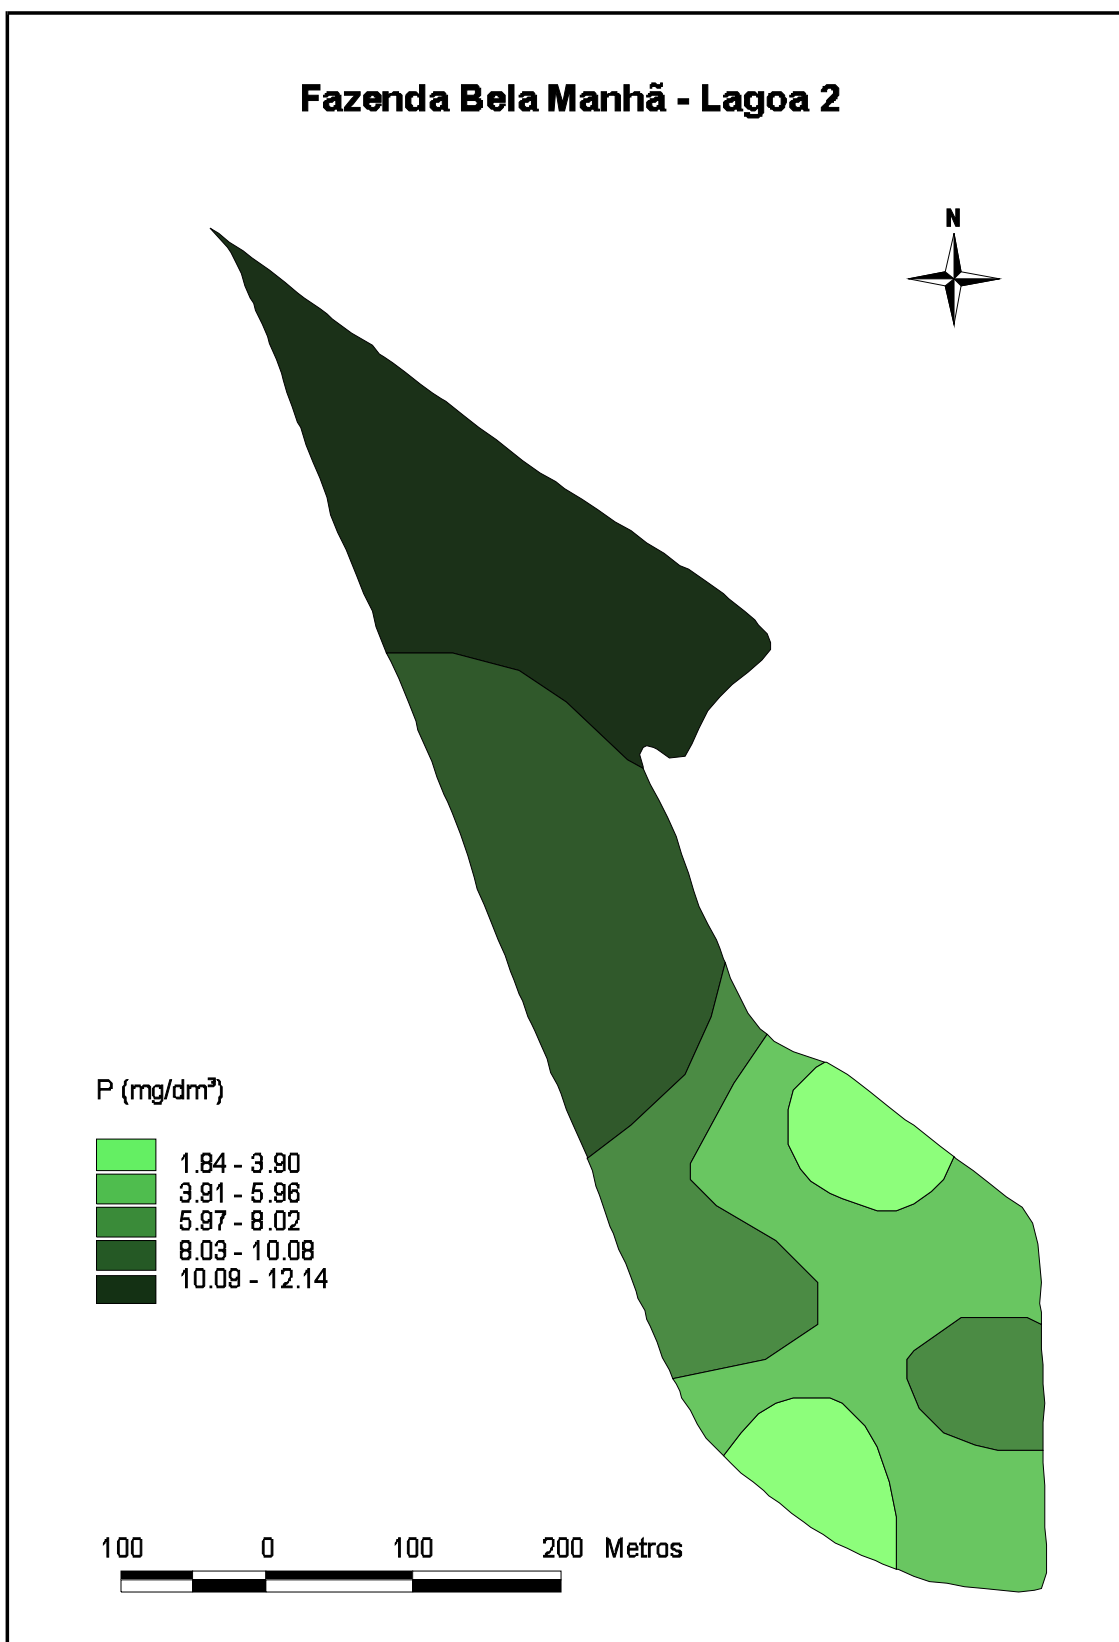 Fazenda Bela Manhã - Lagoa 2
N
P (mg/dm³)
1.84 - 3.90
3.91 - 5.96
5.97 - 8.02
8.03 - 10.08
10.09 - 12.14
100 0 100 200 Metros